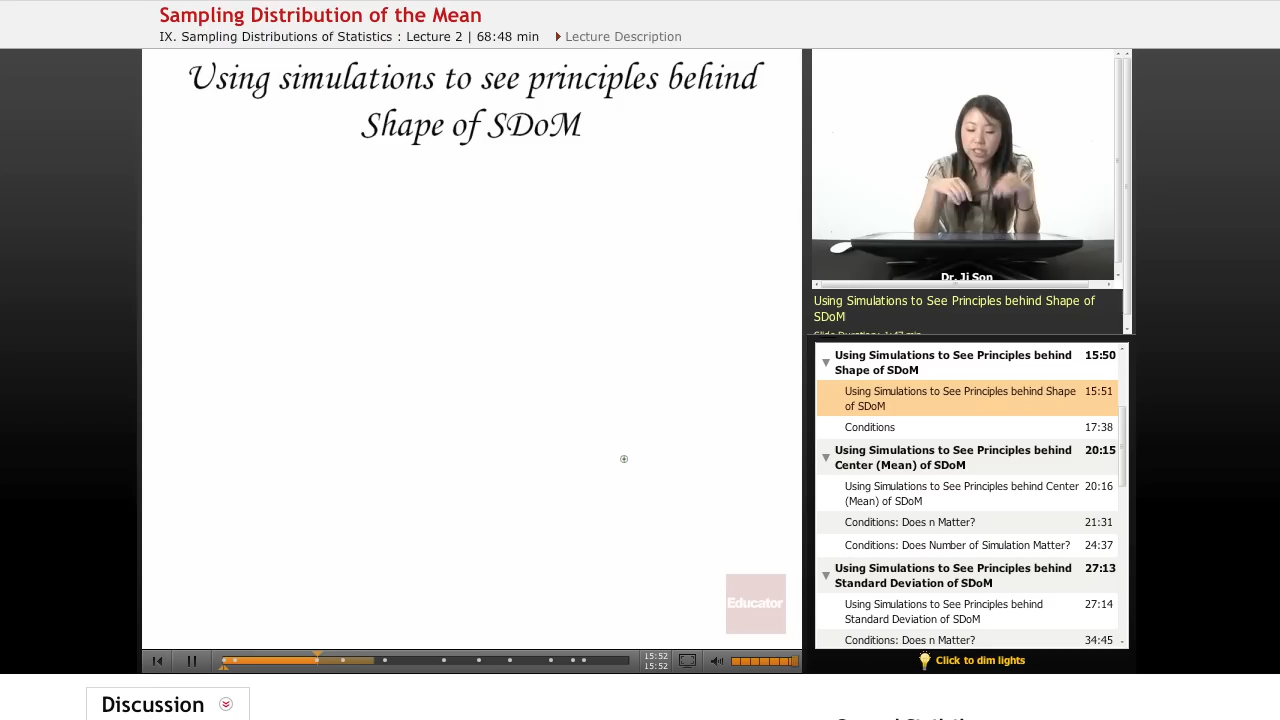 Sampling Distribution of the Mean
IX. Sampling Distributions of Statistics : Lecture 2 | 68:48 min Lecture Description
Using simulations to see principles behind
Shape of SDoM
Educator
15:52
15:52
Dr. Ji Son
Using Simulations to See Principles behind Shape of
SDoM
Slide Duration: 1:47 min
Using Simulations to See Principles behind 15:50
Shape of SDoM
Using Simulations to See Principles behind Shape 15:51
of SDoM
Conditions 17:38
Using Simulations to See Principles behind 20:15
Center (Mean) of SDoM
Using Simulations to See Principles behind Center 20:16
(Mean) of SDoM
Conditions: Does n Matter? 21:31
Conditions: Does Number of Simulation Matter? 24:37
Using Simulations to See Principles behind 27:13
Standard Deviation of SDoM
Using Simulations to See Principles behind 27:14
Standard Deviation of SDoM
Conditions: Does n Matter? 34:45
Click to dim lights
Discussion